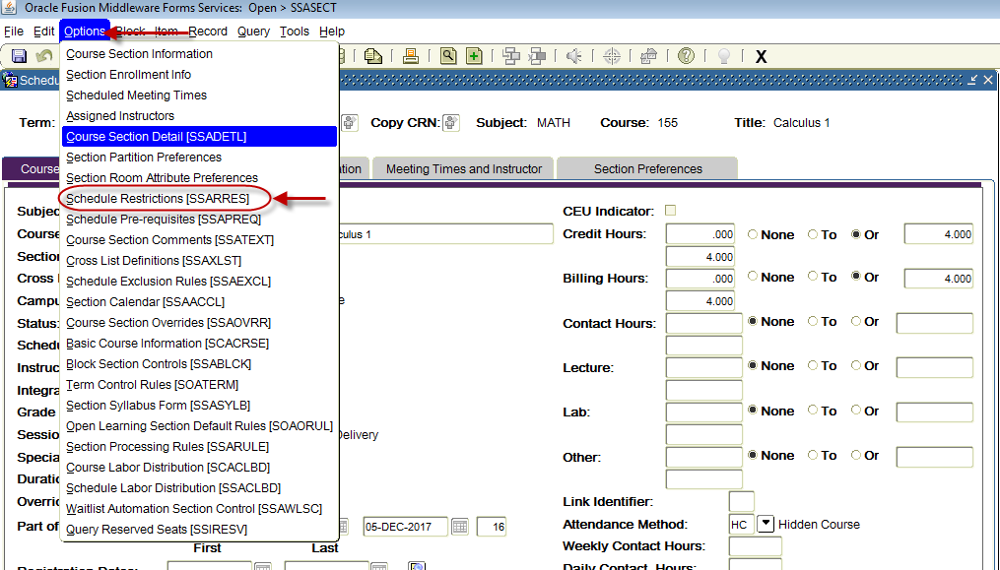 Oracle Fusion Middleware Forms Services: Open > SSASECT
File Edit Options Block Item Record Query Tools Help
X
Schedu
Term: Copy CRN: Subject: MATH Course: 155 Title: Calculus 1
Course Meeting Times and Instructor Section Preferences
Course Section Information
Section Enrollment Info
Scheduled Meeting Times
Assigned Instructors
Course Section Detail [SSADETL]
Section Partition Preferences
Section Room Attribute Preferences
Schedule Restrictions [SSARRES]
Schedule Pre-requisites [SSAPREQ]
Course Section Comments [SSATEXT]
Cross List Definitions [SSAXLST]
Schedule Exclusion Rules [SSAEXCL]
Section Calendar [SSAACCL]
Course Section Overrides [SSAOVRR]
Basic Course Information [SCACRSE]
Block Section Controls [SSABLCK]
Term Control Rules [SOATERM]
Section Syllabus Form [SSASYLB]
Open Learning Section Default Rules [SOAORUL]
Section Processing Rules [SSARULE]
Course Labor Distribution [SCACLBD]
Schedule Labor Distribution [SSACLBD]
Waitlist Automation Section Control [SSAWLSC]
Query Reserved Seats [SSIRESV]
Subje
Course
Section
Cross
Campu
Status:
Schedu
Instruc
Integra
Grade
Sessio
Specia
Duratio
Overri
Part of
culus 1
Delivery
05-DEC-2017 16
First Last
CEU Indicator:
Credit Hours: .000 None To Or 4.000
4.000
Billing Hours: .000 None To Or 4.000
4.000
Contact Hours: None To Or
Lecture: None To Or
Lab: None To Or
Other: None To Or
Link Identifier:
Attendance Method: HC Hidden Course
Weekly Contact Hours:
Daily Contact Hours: